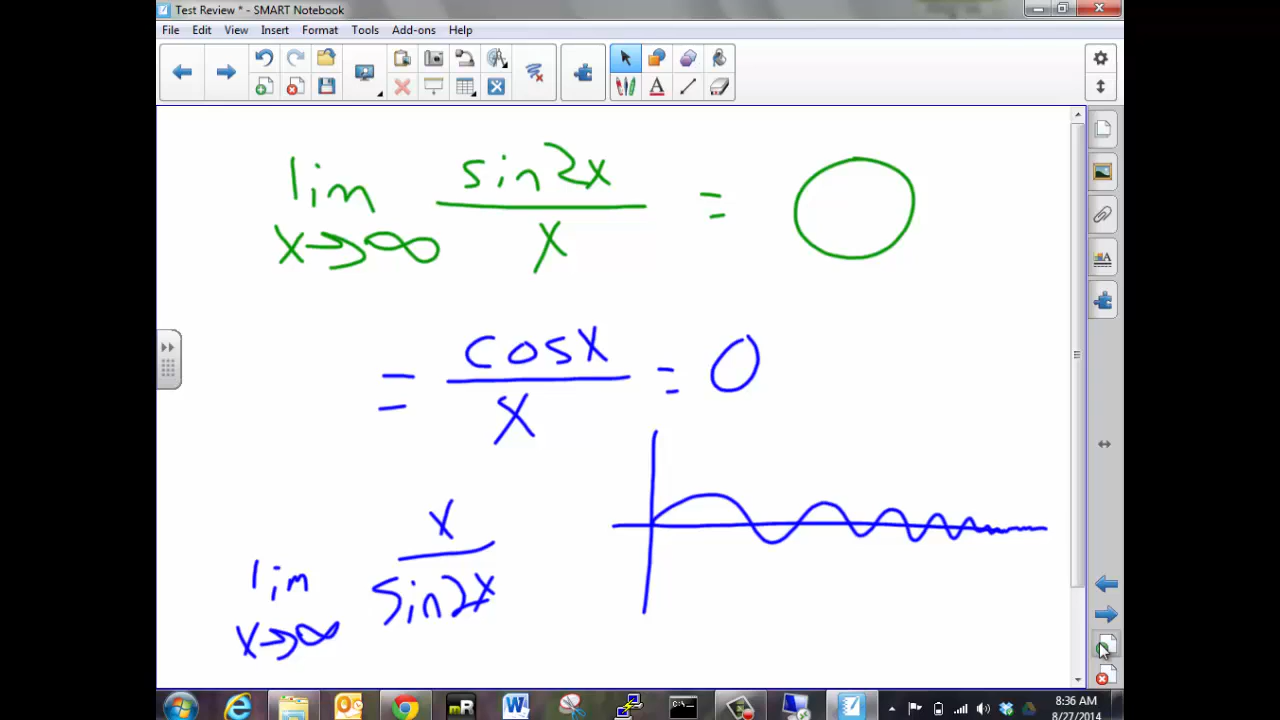 Test Review * - SMART Notebook
File Edit View Insert Format Tools Add-ons Help
lim x→∞ sin2x / x = 0
= cosx / x = 0
lim x→∞ x / sin2x
8:36 AM
8/27/2014